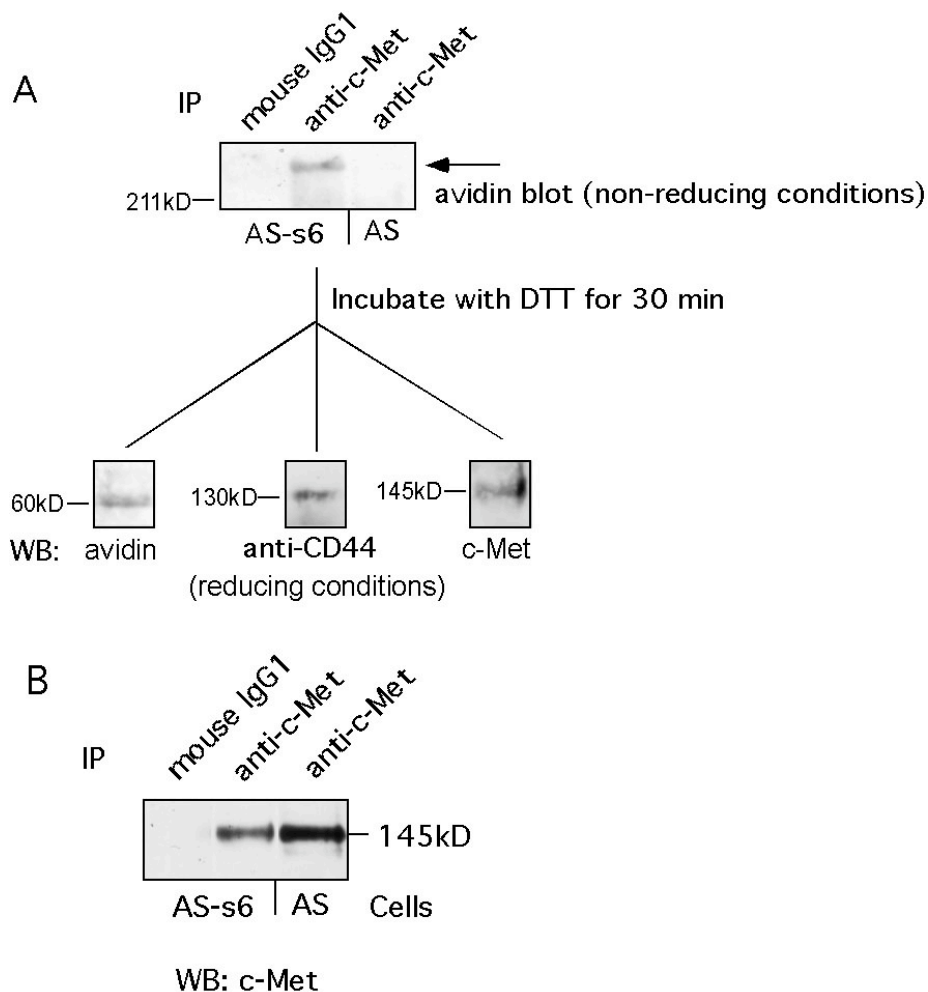 A
IP
mouse IgG1
anti-c-Met
anti-c-Met
211kD
avidin blot (non-reducing conditions)
AS-s6
AS
Incubate with DTT for 30 min
60kD
130kD
145kD
WB:
avidin
anti-CD44
c-Met
(reducing conditions)
B
IP
mouse IgG1
anti-c-Met
anti-c-Met
145kD
AS-s6
AS
Cells
WB: c-Met